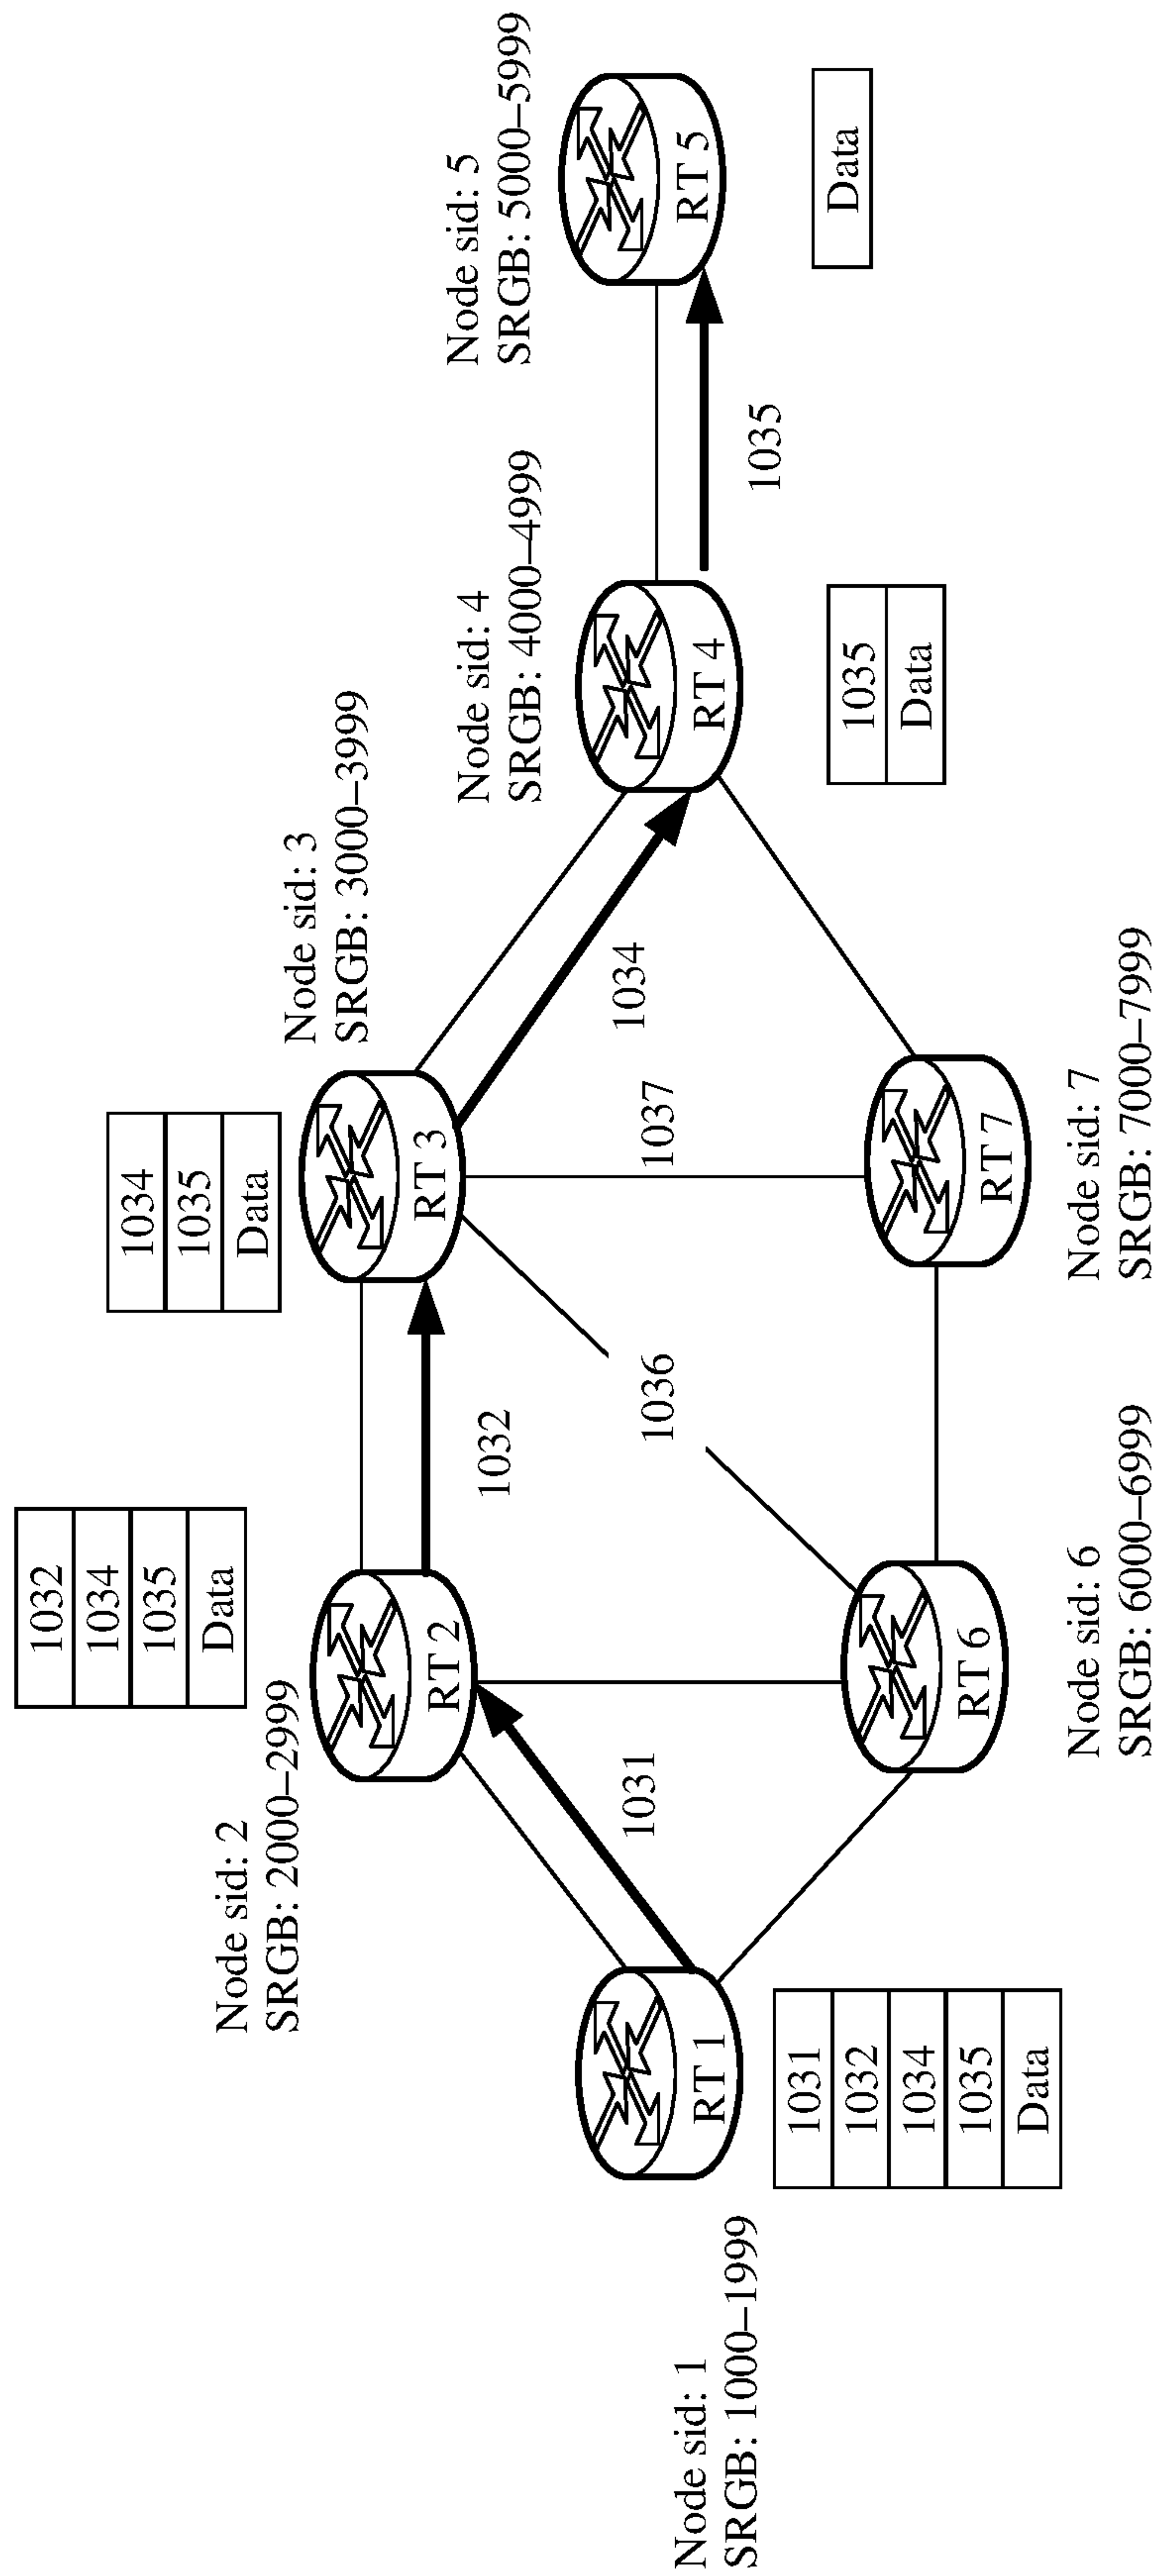 Node sid: 1
SRGB: 1000–1999
RT 1
1031
1032
1034
1035
Data
1031
Node sid: 2
SRGB: 2000–2999
RT 2
1032
1034
1035
Data
1032
Node sid: 3
SRGB: 3000–3999
RT 3
1034
1035
Data
1034
1036
1037
Node sid: 4
SRGB: 4000–4999
RT 4
1035
Data
1035
Node sid: 5
SRGB: 5000–5999
RT 5
Data
Node sid: 6
SRGB: 6000–6999
RT 6
Node sid: 7
SRGB: 7000–7999
RT 7